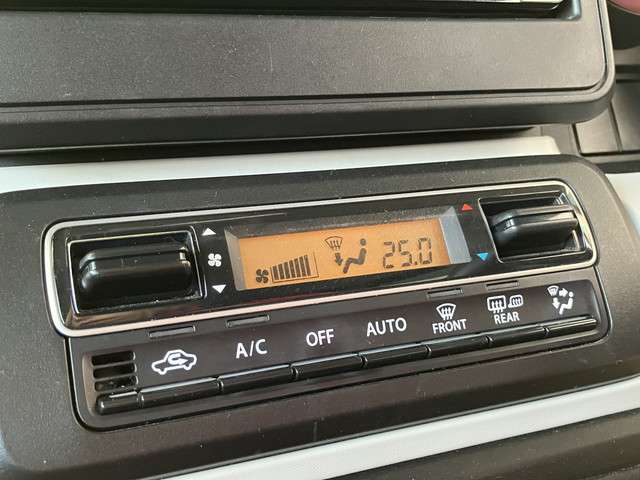 25.0
A/C OFF AUTO FRONT REAR